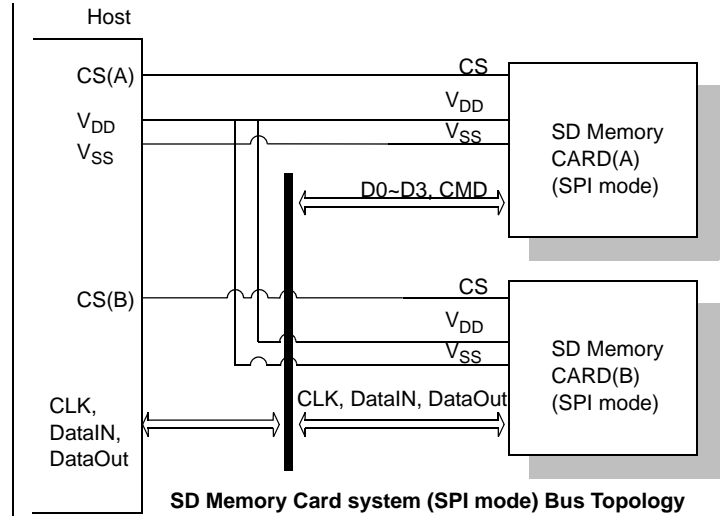 Host
CS(A)
CS
VDD
VDD
VSS
VSS
SD Memory
CARD(A)
(SPI mode)
D0~D3, CMD
CS(B)
CS
VDD
VSS
SD Memory
CARD(B)
(SPI mode)
CLK,
DataIN,
DataOut
CLK, DataIN, DataOut
SD Memory Card system (SPI mode) Bus Topology